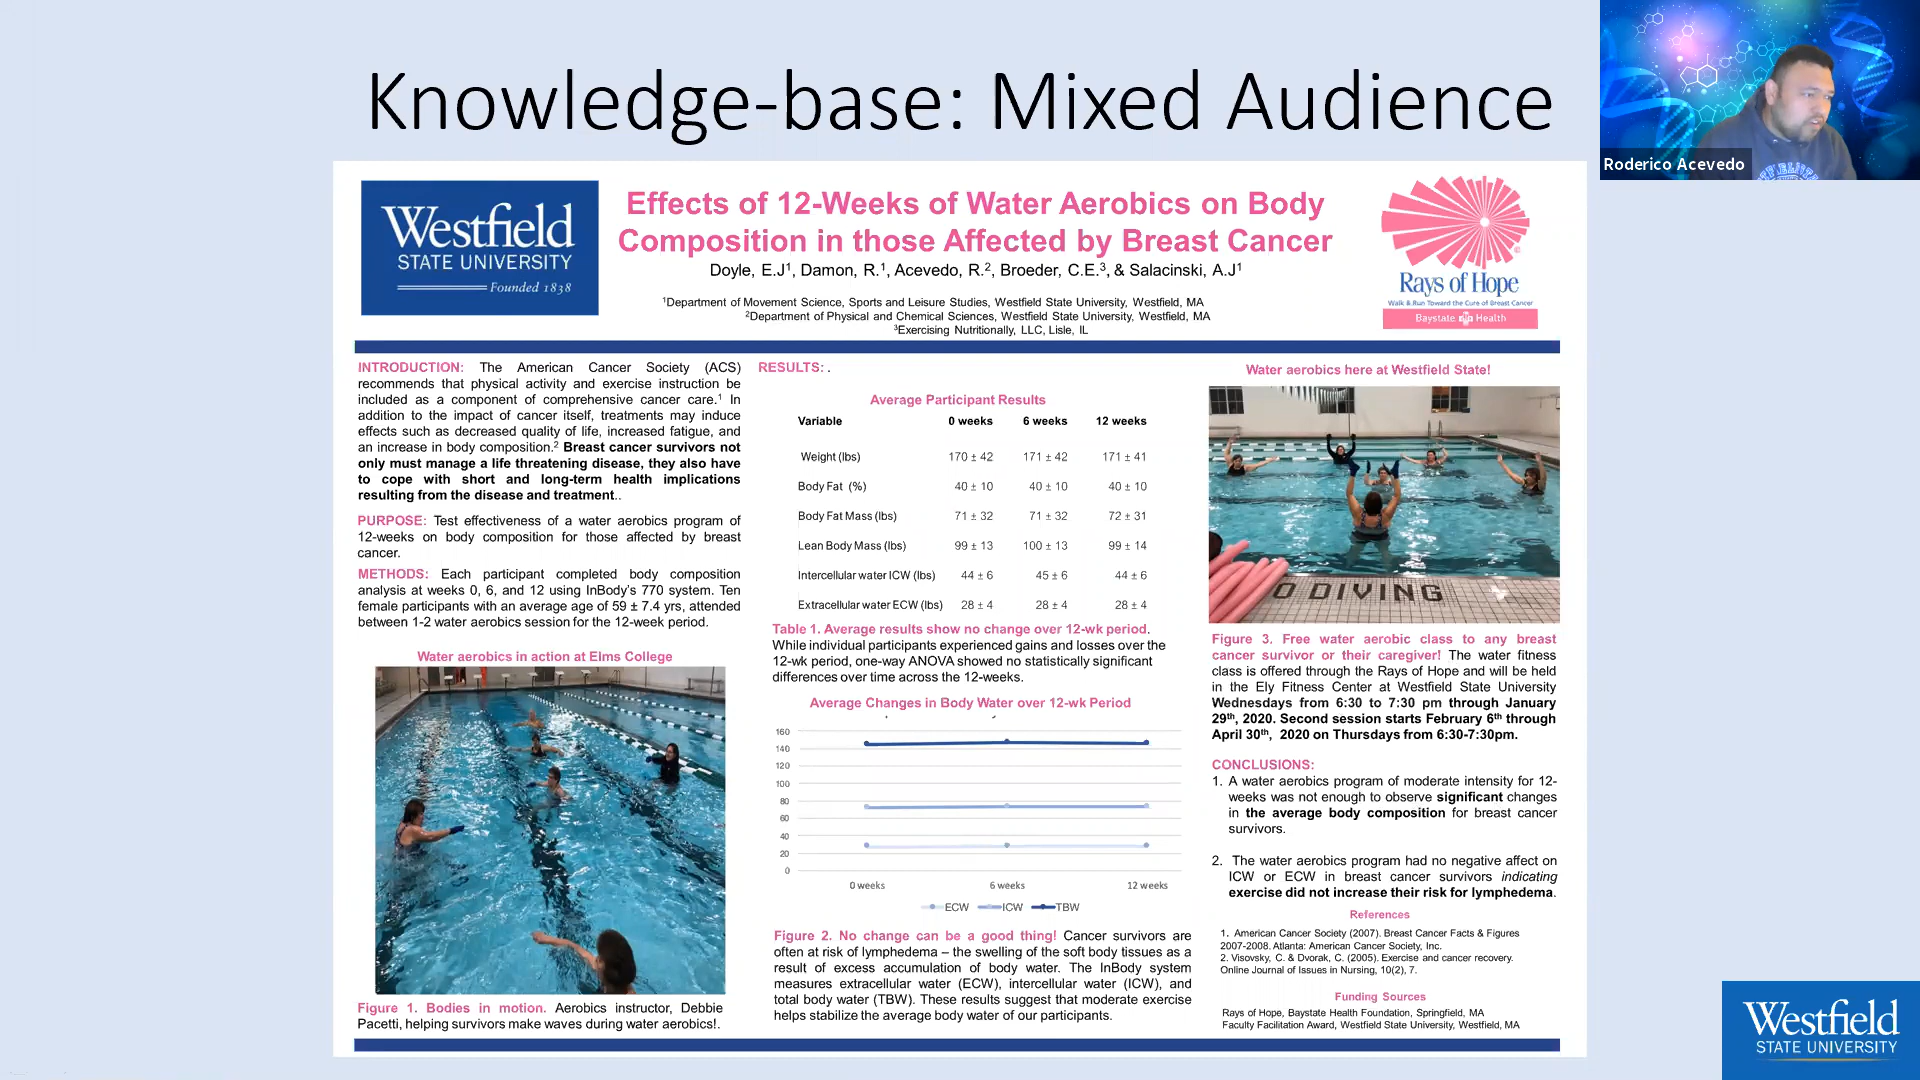 Knowledge-base: Mixed Audience
Roderico Acevedo
Westfield
STATE UNIVERSITY
Founded 1838
Effects of 12-Weeks of Water Aerobics on Body
Composition in those Affected by Breast Cancer
Doyle, E.J¹, Damon, R.¹, Acevedo, R.², Broeder, C.E.³, & Salacinski, A.J¹
¹Department of Movement Science, Sports and Leisure Studies, Westfield State University, Westfield, MA
²Department of Physical and Chemical Sciences, Westfield State University, Westfield, MA
³Exercising Nutritionally, LLC, Lisle, IL
Rays of Hope
Walk & Run Toward the Cure of Breast Cancer
Baystate Health
INTRODUCTION: The American Cancer Society (ACS)
recommends that physical activity and exercise instruction be
included as a component of comprehensive cancer care.¹ In
addition to the impact of cancer itself, treatments may induce
effects such as decreased quality of life, increased fatigue, and
an increase in body composition.² Breast cancer survivors not
only must manage a life threatening disease, they also have
to cope with short and long-term health implications
resulting from the disease and treatment..
PURPOSE: Test effectiveness of a water aerobics program of
12-weeks on body composition for those affected by breast
cancer.
METHODS: Each participant completed body composition
analysis at weeks 0, 6, and 12 using InBody's 770 system. Ten
female participants with an average age of 59 ± 7.4 yrs, attended
between 1-2 water aerobics session for the 12-week period.
Water aerobics in action at Elms College
Figure 1. Bodies in motion. Aerobics instructor, Debbie
Pacetti, helping survivors make waves during water aerobics!.
RESULTS: .
Average Participant Results
Variable 0 weeks 6 weeks 12 weeks
Weight (lbs) 170 ± 42 171 ± 42 171 ± 41
Body Fat (%) 40 ± 10 40 ± 10 40 ± 10
Body Fat Mass (lbs) 71 ± 32 71 ± 32 72 ± 31
Lean Body Mass (lbs) 99 ± 13 100 ± 13 99 ± 14
Intercellular water ICW (lbs) 44 ± 6 45 ± 6 44 ± 6
Extracellular water ECW (lbs) 28 ± 4 28 ± 4 28 ± 4
Table 1. Average results show no change over 12-wk period.
While individual participants experienced gains and losses over the
12-wk period, one-way ANOVA showed no statistically significant
differences over time across the 12-weeks.
Average Changes in Body Water over 12-wk Period
160
140
120
100
80
60
40
20
0
0 weeks 6 weeks 12 weeks
ECW ICW TBW
Figure 2. No change can be a good thing! Cancer survivors are
often at risk of lymphedema – the swelling of the soft body tissues as a
result of excess accumulation of body water. The InBody system
measures extracellular water (ECW), intercellular water (ICW), and
total body water (TBW). These results suggest that moderate exercise
helps stabilize the average body water of our participants.
Water aerobics here at Westfield State!
O DIVING
Figure 3. Free water aerobic class to any breast
cancer survivor or their caregiver! The water fitness
class is offered through the Rays of Hope and will be held
in the Ely Fitness Center at Westfield State University
Wednesdays from 6:30 to 7:30 pm through January
29th, 2020. Second session starts February 6th through
April 30th, 2020 on Thursdays from 6:30-7:30pm.
CONCLUSIONS:
1. A water aerobics program of moderate intensity for 12-
weeks was not enough to observe significant changes
in the average body composition for breast cancer
survivors.
2. The water aerobics program had no negative affect on
ICW or ECW in breast cancer survivors indicating
exercise did not increase their risk for lymphedema.
References
1. American Cancer Society (2007). Breast Cancer Facts & Figures
2007-2008. Atlanta: American Cancer Society, Inc.
2. Visovsky, C. & Dvorak, C. (2005). Exercise and cancer recovery.
Online Journal of Issues in Nursing, 10(2), 7.
Funding Sources
Rays of Hope, Baystate Health Foundation, Springfield, MA
Faculty Facilitation Award, Westfield State University, Westfield, MA
Westfield
STATE UNIVERSITY